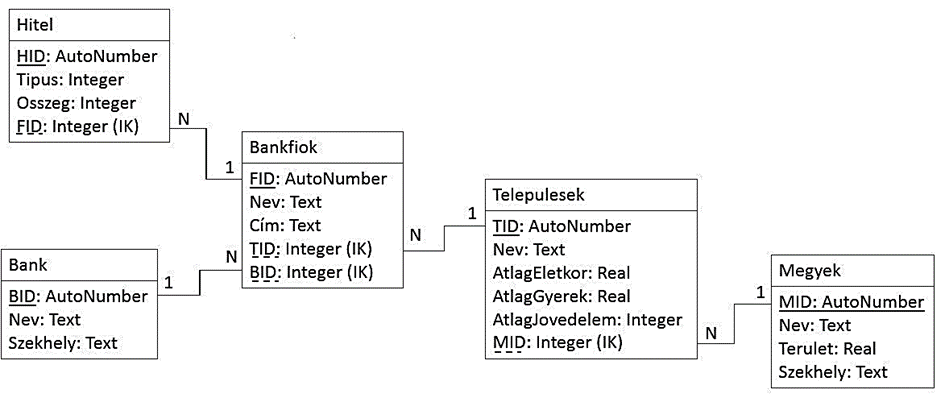 Hitel
HID: AutoNumber
Tipus: Integer
Osszeg: Integer
FID: Integer (IK)
N
1
Bankfiok
FID: AutoNumber
Nev: Text
Cím: Text
TID: Integer (IK)
BID: Integer (IK)
N
1
Bank
BID: AutoNumber
Nev: Text
Szekhely: Text
N
1
Telepulesek
TID: AutoNumber
Nev: Text
AtlagEletkor: Real
AtlagGyerek: Real
AtlagJovedelem: Integer
MID: Integer (IK)
N
1
Megyek
MID: AutoNumber
Nev: Text
Terulet: Real
Szekhely: Text